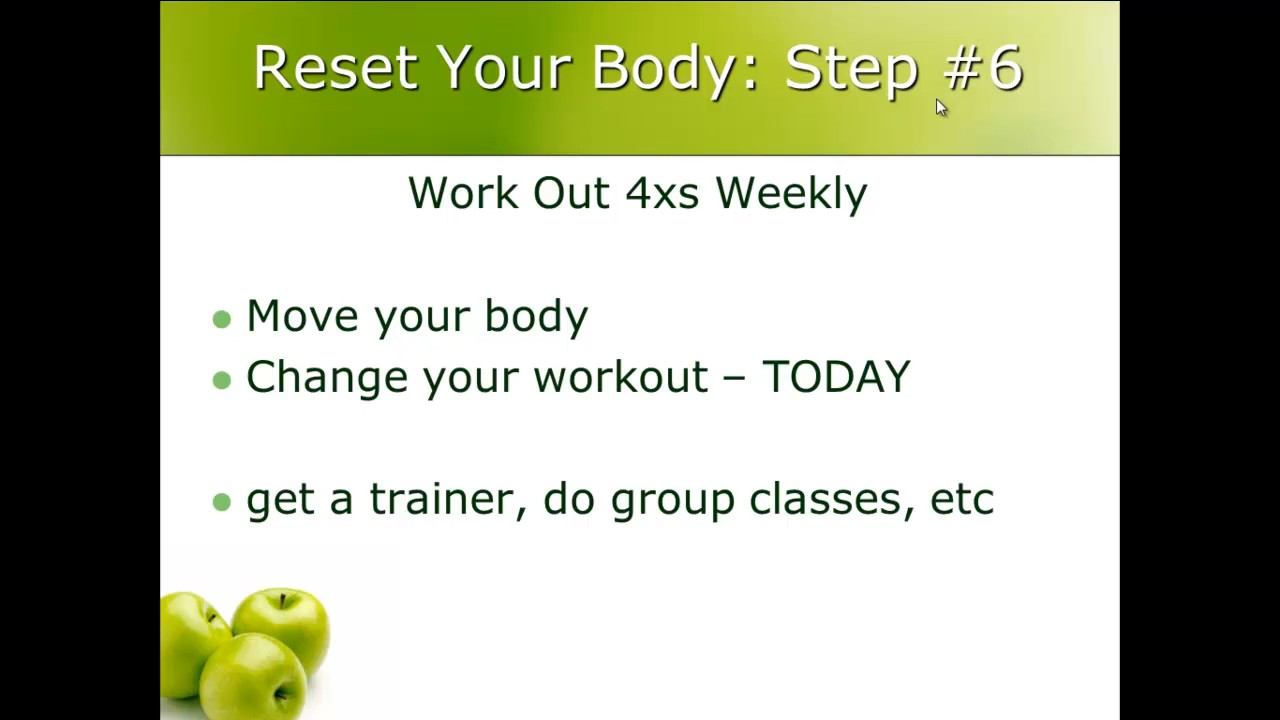 Reset Your Body: Step #6
Work Out 4xs Weekly
Move your body
Change your workout – TODAY
get a trainer, do group classes, etc